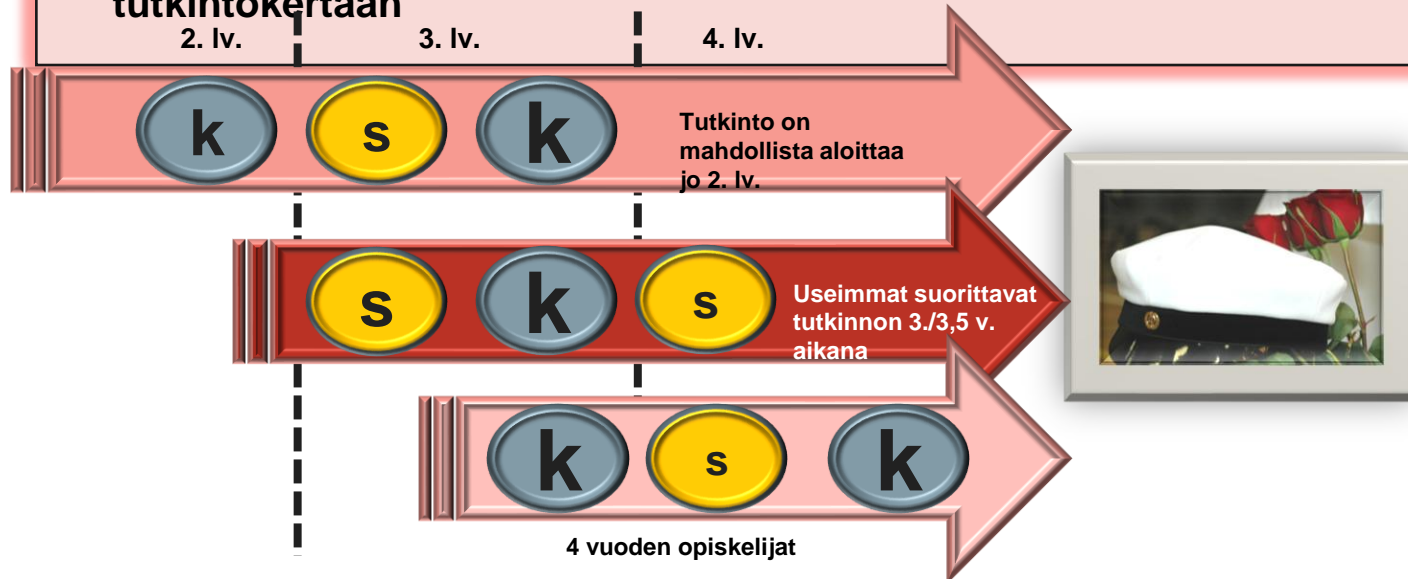 tutkintokertaan
2. lv. 3. lv. 4. lv.
k s k
Tutkinto on
mahdollista aloittaa
jo 2. lv.
s k s
Useimmat suorittavat
tutkinnon 3./3,5 v.
aikana
k s k
4 vuoden opiskelijat